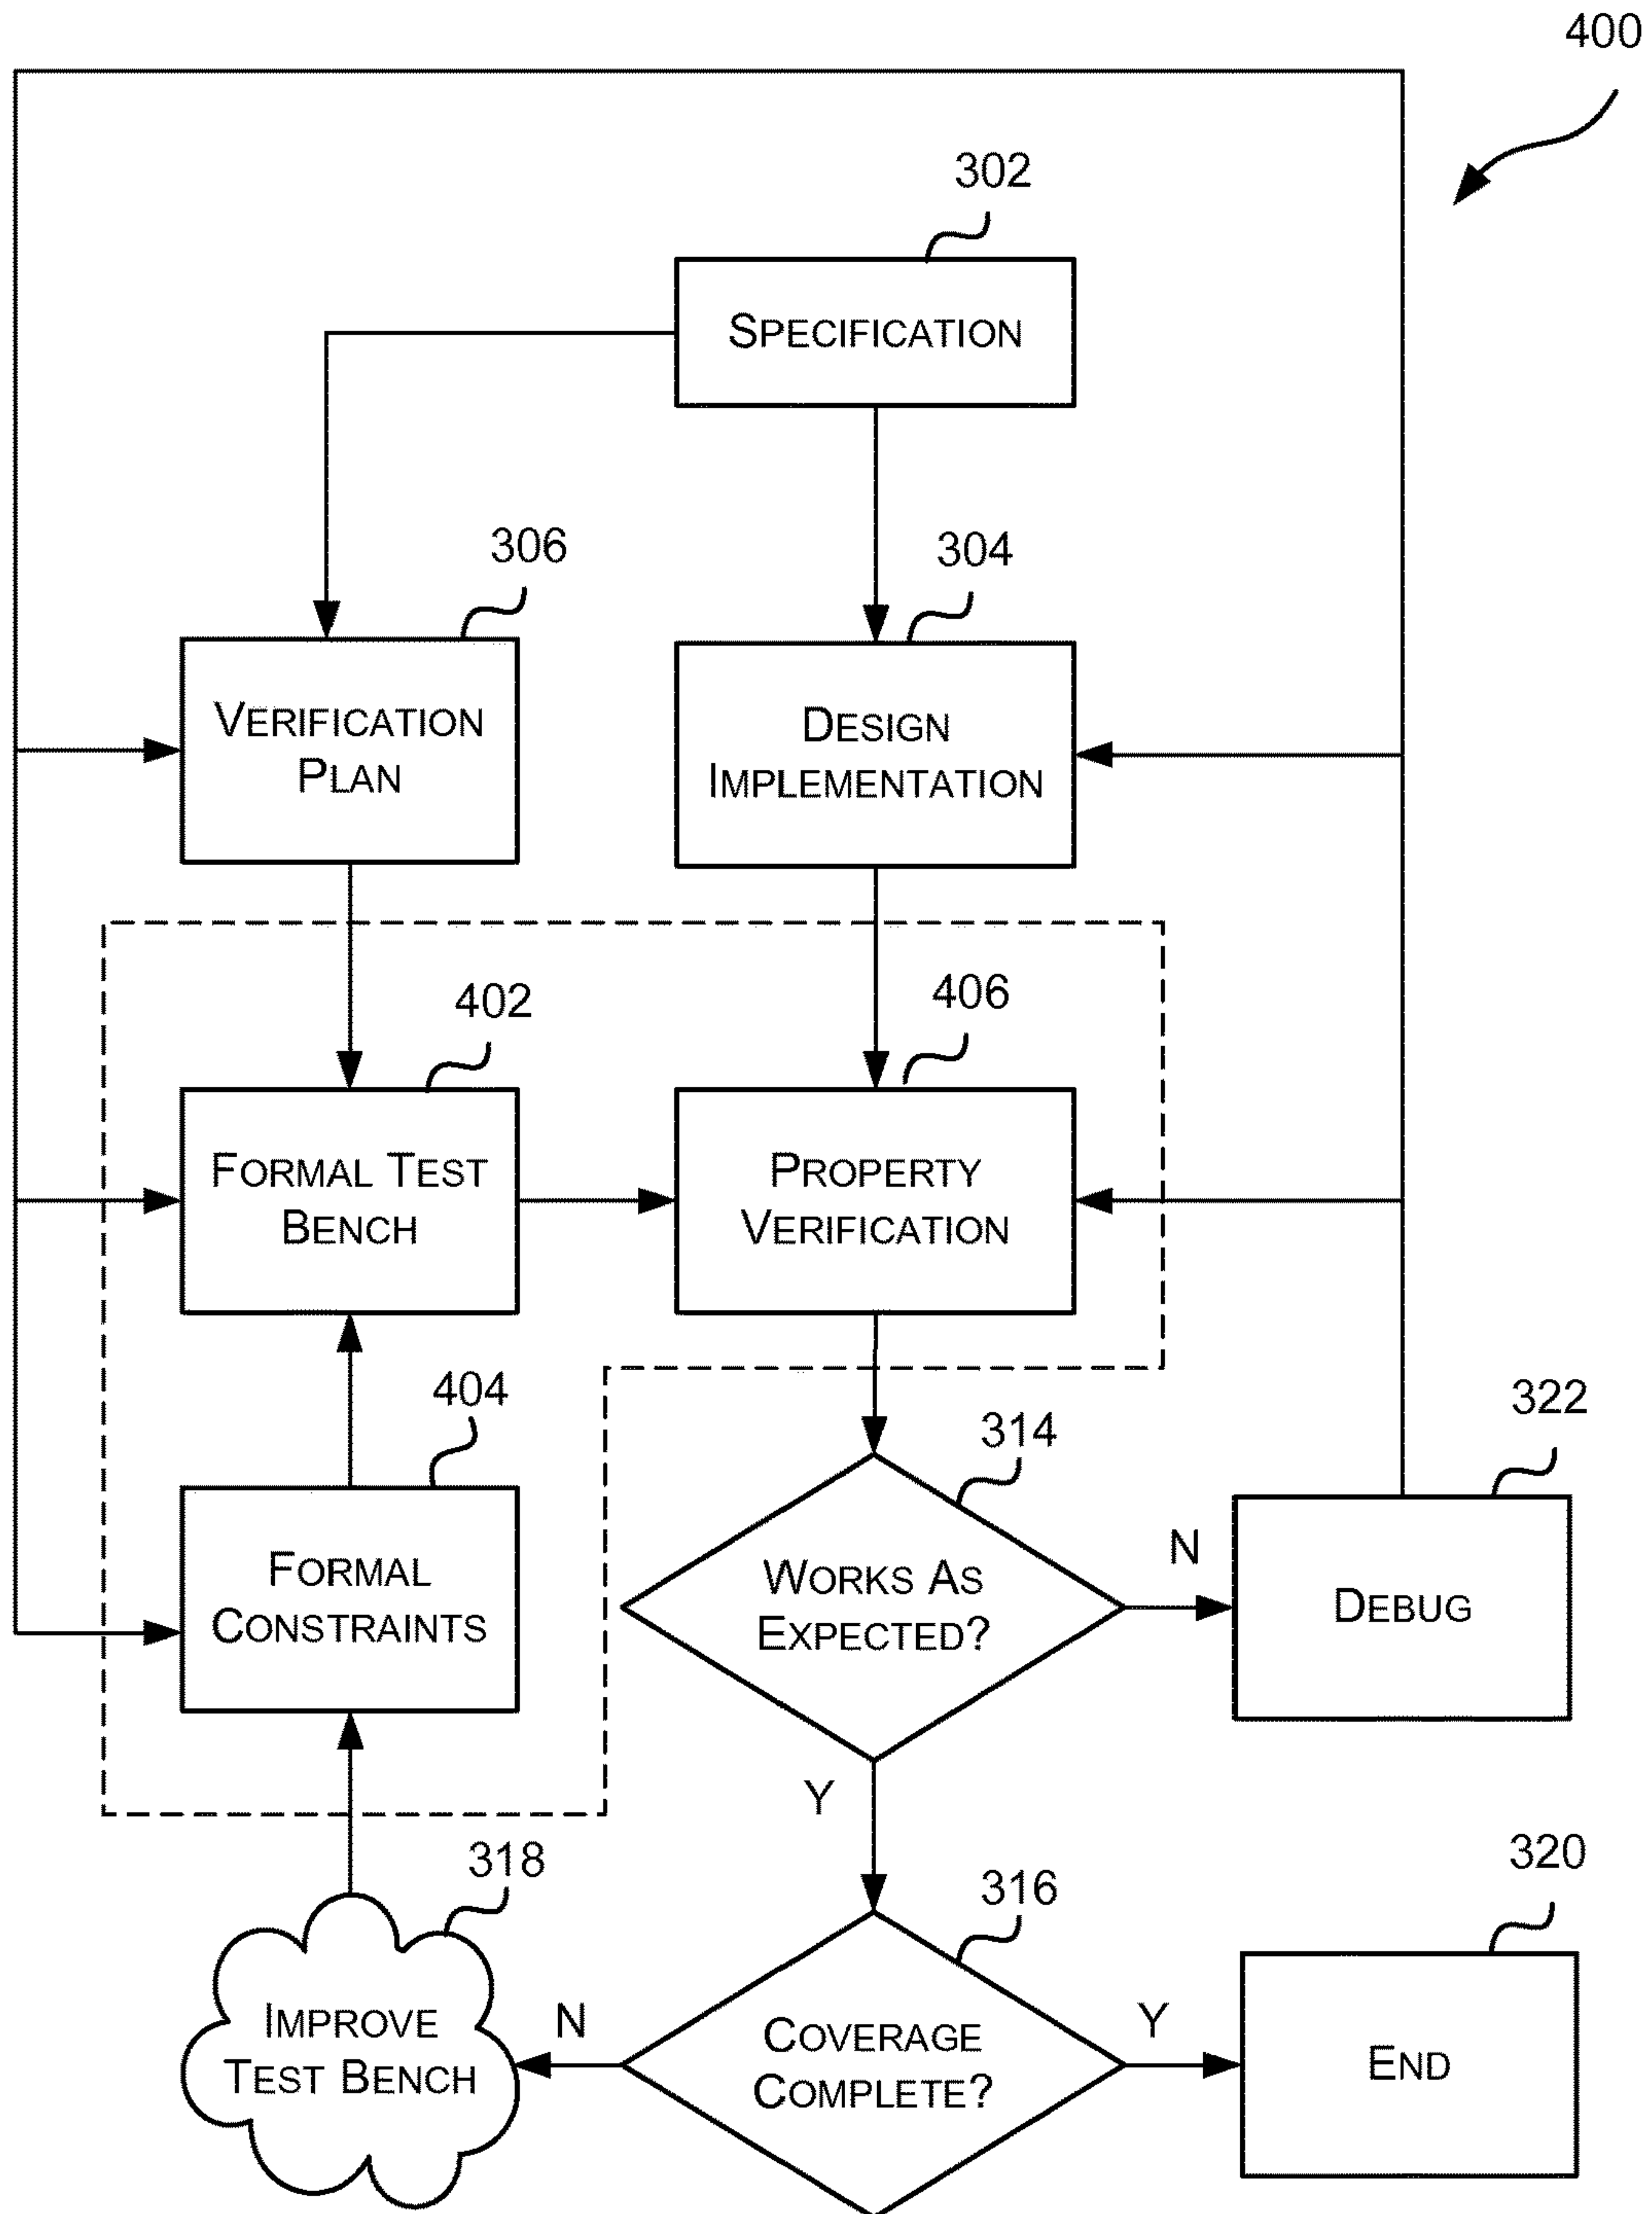 400
302
SPECIFICATION
306
304
VERIFICATION
PLAN
DESIGN
IMPLEMENTATION
402
406
FORMAL TEST
BENCH
PROPERTY
VERIFICATION
404
314
322
FORMAL
CONSTRAINTS
WORKS AS
EXPECTED?
N
DEBUG
Y
318
316
320
IMPROVE
TEST BENCH
N
COVERAGE
COMPLETE?
Y
END